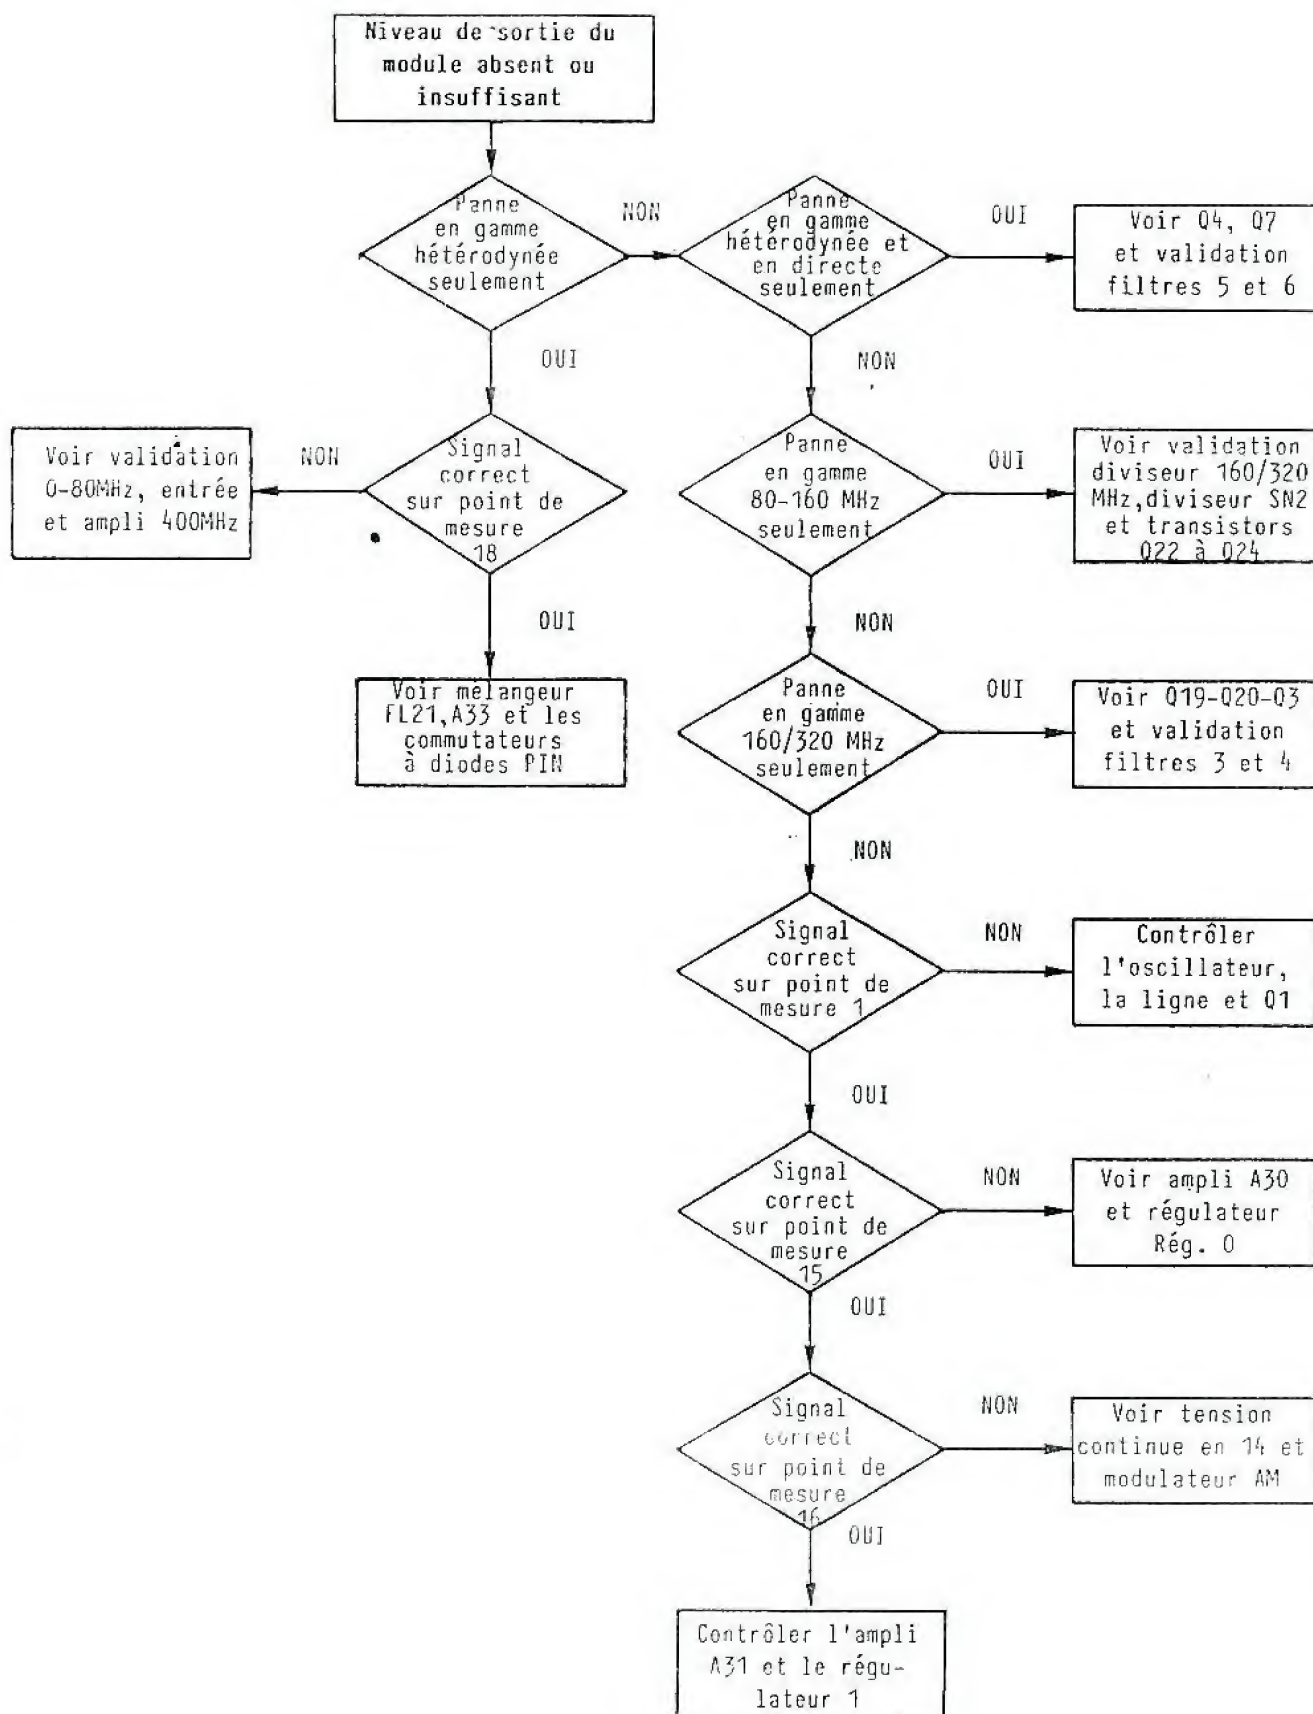 Niveau de sortie du
module absent ou
insuffisant
Panne
en gamme
hétérodynée
seulement
NON
Panne
en gamme
hétérodynée et
en directe
seulement
OUI
Voir Q4, Q7
et validation
filtres 5 et 6
OUI
NON
Voir validation
0-80MHz, entrée
et ampli 400MHz
NON
Signal
correct
sur point de
mesure
18
Panne
en gamme
80-160 MHz
seulement
OUI
Voir validation
diviseur 160/320
MHz,diviseur SN2
et transistors
Q22 à Q24
OUI
NON
Voir mélangeur
FL21,A33 et les
commutateurs
à diodes PIN
Panne
en gamme
160/320 MHz
seulement
OUI
Voir Q19-Q20-Q3
et validation
filtres 3 et 4
NON
Signal
correct
sur point de
mesure 1
NON
Contrôler
l'oscillateur,
la ligne et Q1
OUI
Signal
correct
sur point de
mesure
15
NON
Voir ampli A30
et régulateur
Rég. 0
OUI
Signal
correct
sur point de
mesure
16
NON
Voir tension
continue en 14 et
modulateur AM
OUI
Contrôler l'ampli
A31 et le régu-
lateur 1